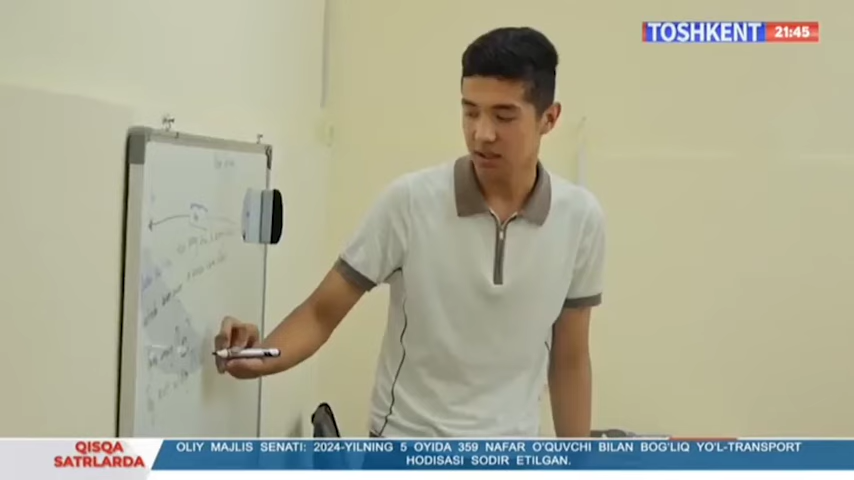 TOSHKENT 21:45
QISQA
SATRLARDA
OLIY MAJLIS SENATI: 2024-YILNING 5 OYIDA 359 NAFAR O'QUVCHI BILAN BOG'LIQ YO'L-TRANSPORT
HODISASI SODIR ETILGAN.